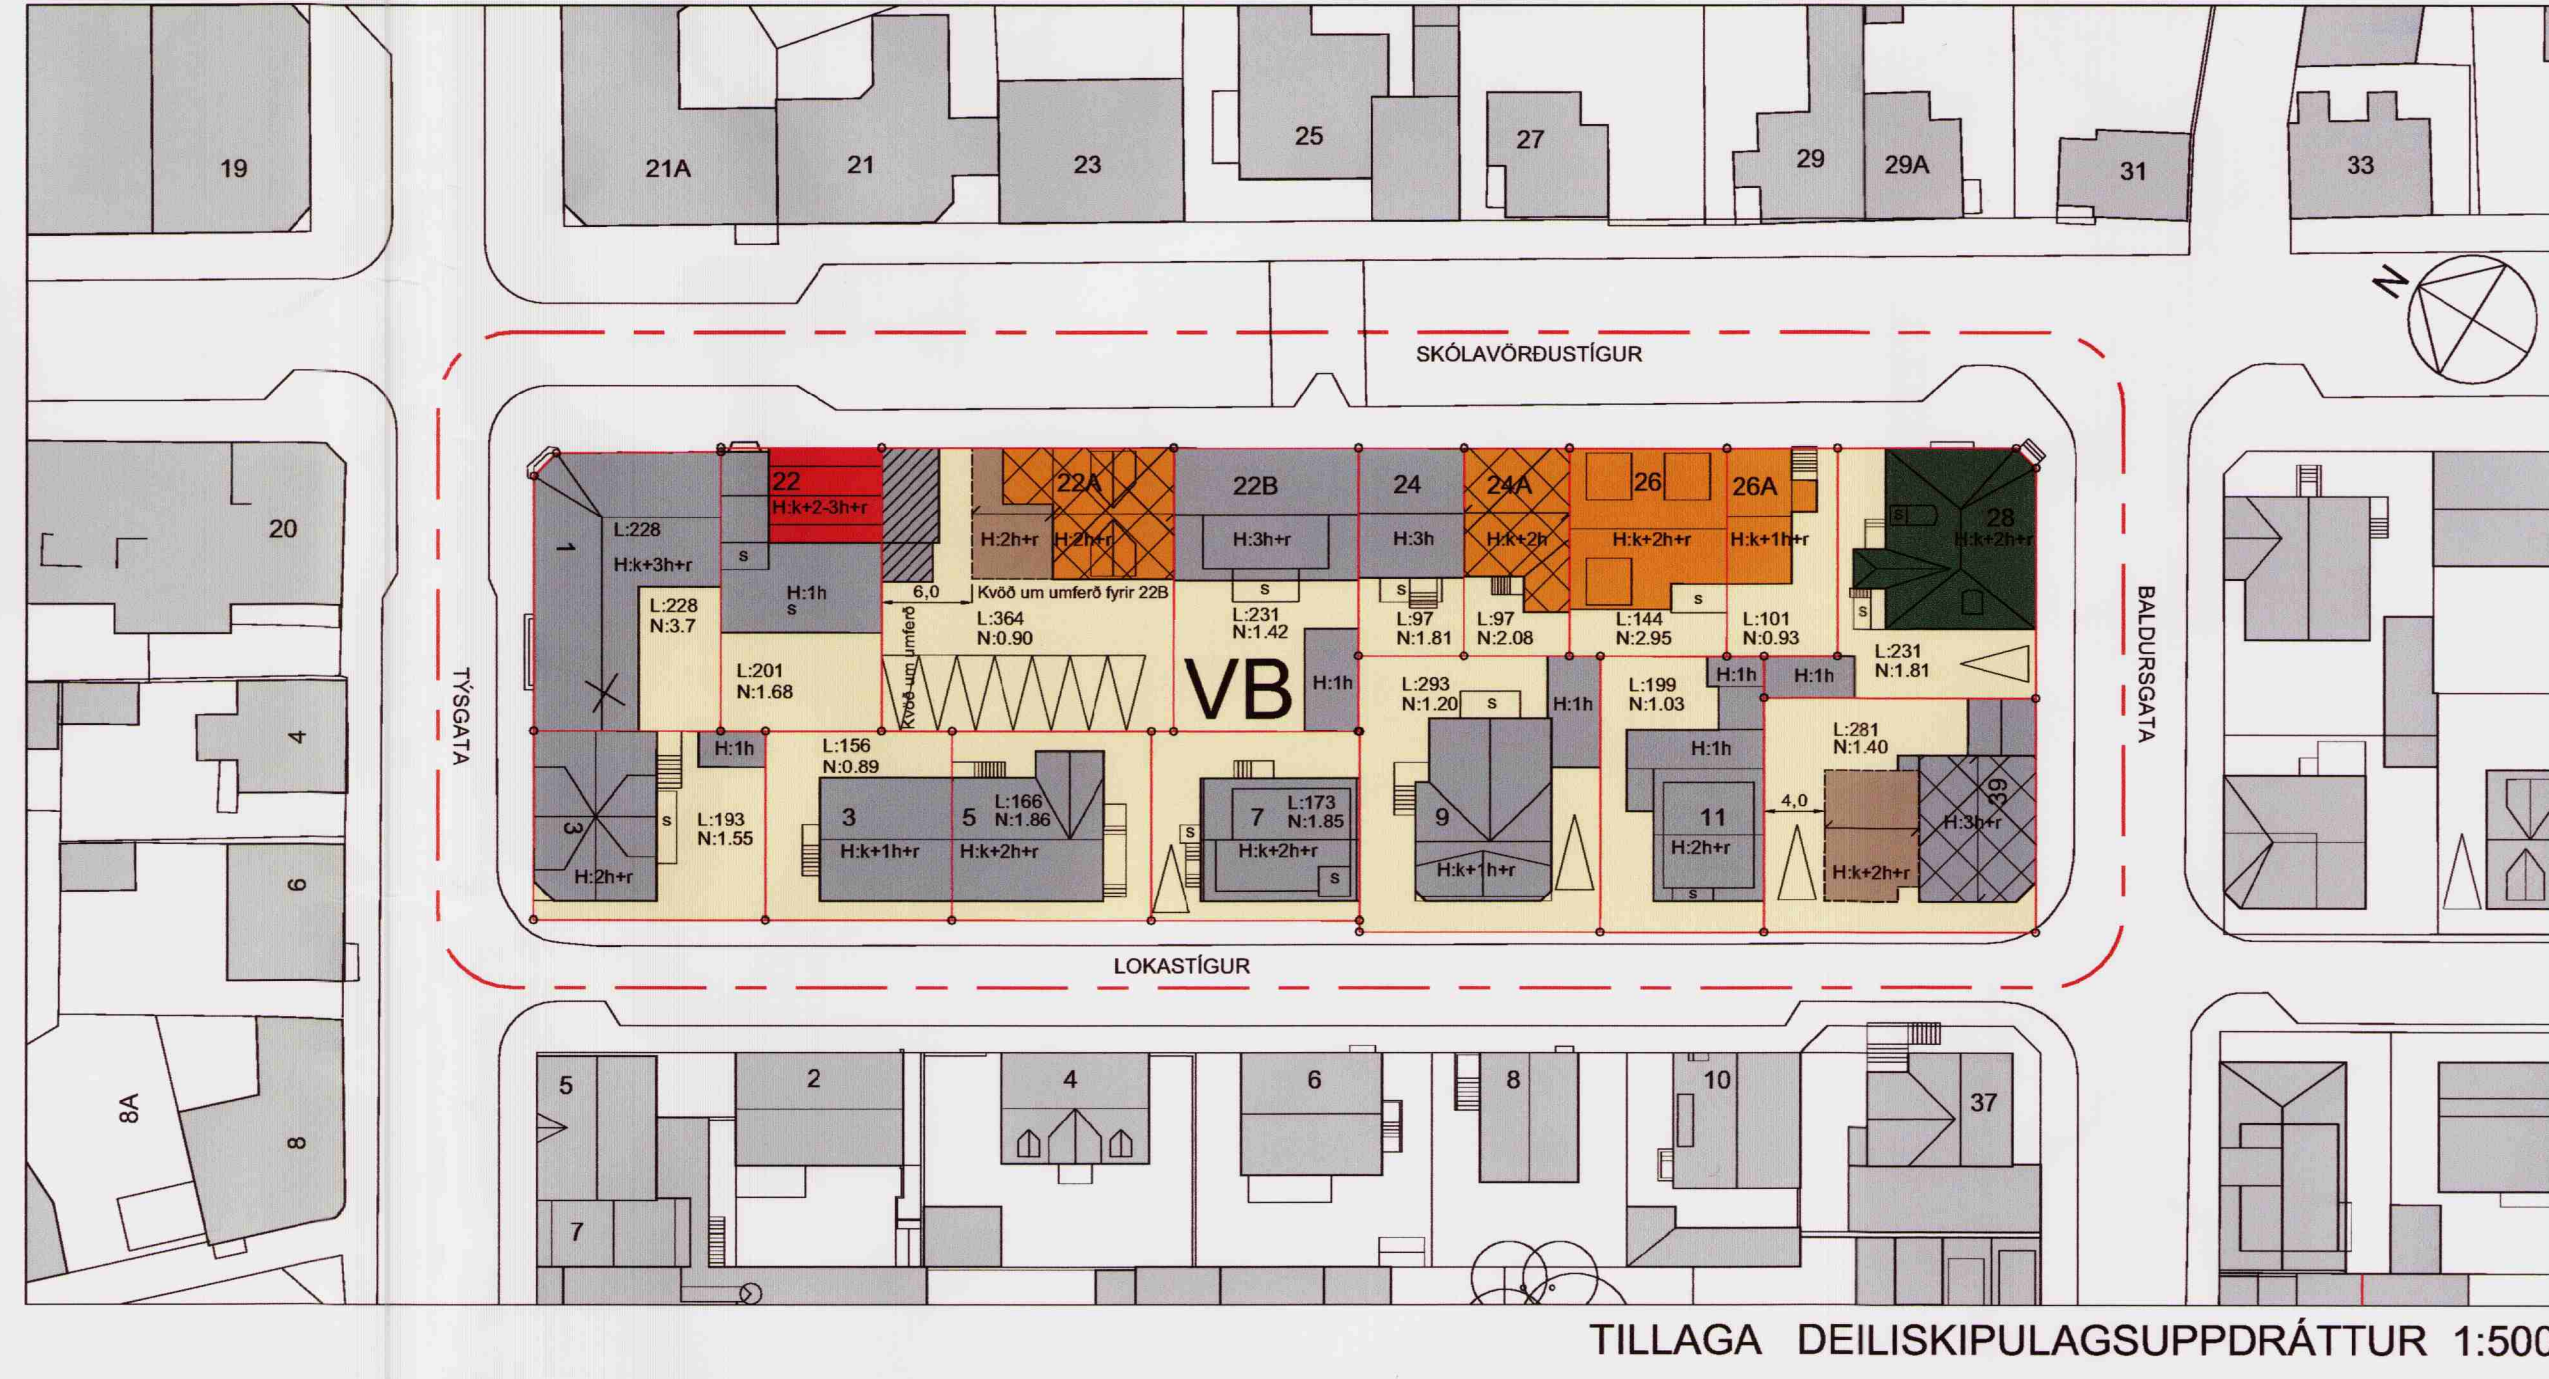 19
21A
21
23
25
27
29
29A
31
33
N
SKÓLAVÖRÐUSTÍGUR
20
4
6
8A
8
TÝSGATA
BALDURSGATA
1
L:228
H:k+3h+r
L:228
N:3.7
22
H:k+2-3h+r
s
H:1h
s
L:201
N:1.68
22A
H:2h+r
H:2h+r
6,0
Kvöð um umferð fyrir 22B
Kvöð um umferð
L:364
N:0.90
22B
H:3h+r
s
L:231
N:1.42
H:1h
VB
24
H:3h
s
L:97
N:1.81
24A
H:k+2h
L:97
N:2.08
26
H:k+2h+r
s
L:144
N:2.95
26A
H:k+1h+r
L:101
N:0.93
28
H:k+2h+r
s
s
L:231
N:1.81
3
H:2h+r
H:1h
s
L:193
N:1.55
L:156
N:0.89
3
H:k+1h+r
5
L:166
N:1.86
H:k+2h+r
s
7
L:173
N:1.85
H:k+2h+r
s
L:293
N:1.20
s
H:1h
9
H:k+1h+r
L:199
N:1.03
H:1h
H:1h
H:1h
11
H:2h+r
s
L:281
N:1.40
4,0
H:k+2h+r
39
H:3h+r
LOKASTÍGUR
5
7
2
4
6
8
10
37
TILLAGA DEILISKIPULAGSUPPDRÁTTUR 1:500